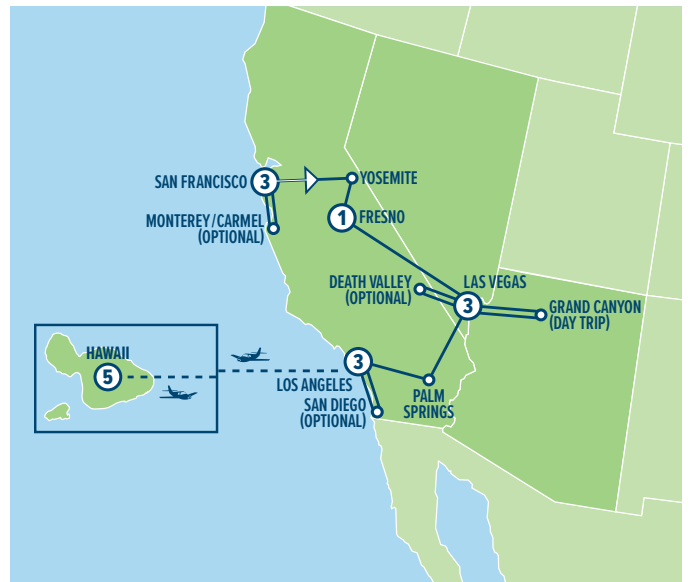 SAN FRANCISCO
3
YOSEMITE
1
FRESNO
MONTEREY/CARMEL
(OPTIONAL)
DEATH VALLEY
(OPTIONAL)
LAS VEGAS
3
GRAND CANYON
(DAY TRIP)
HAWAII
5
3
LOS ANGELES
SAN DIEGO
(OPTIONAL)
PALM
SPRINGS